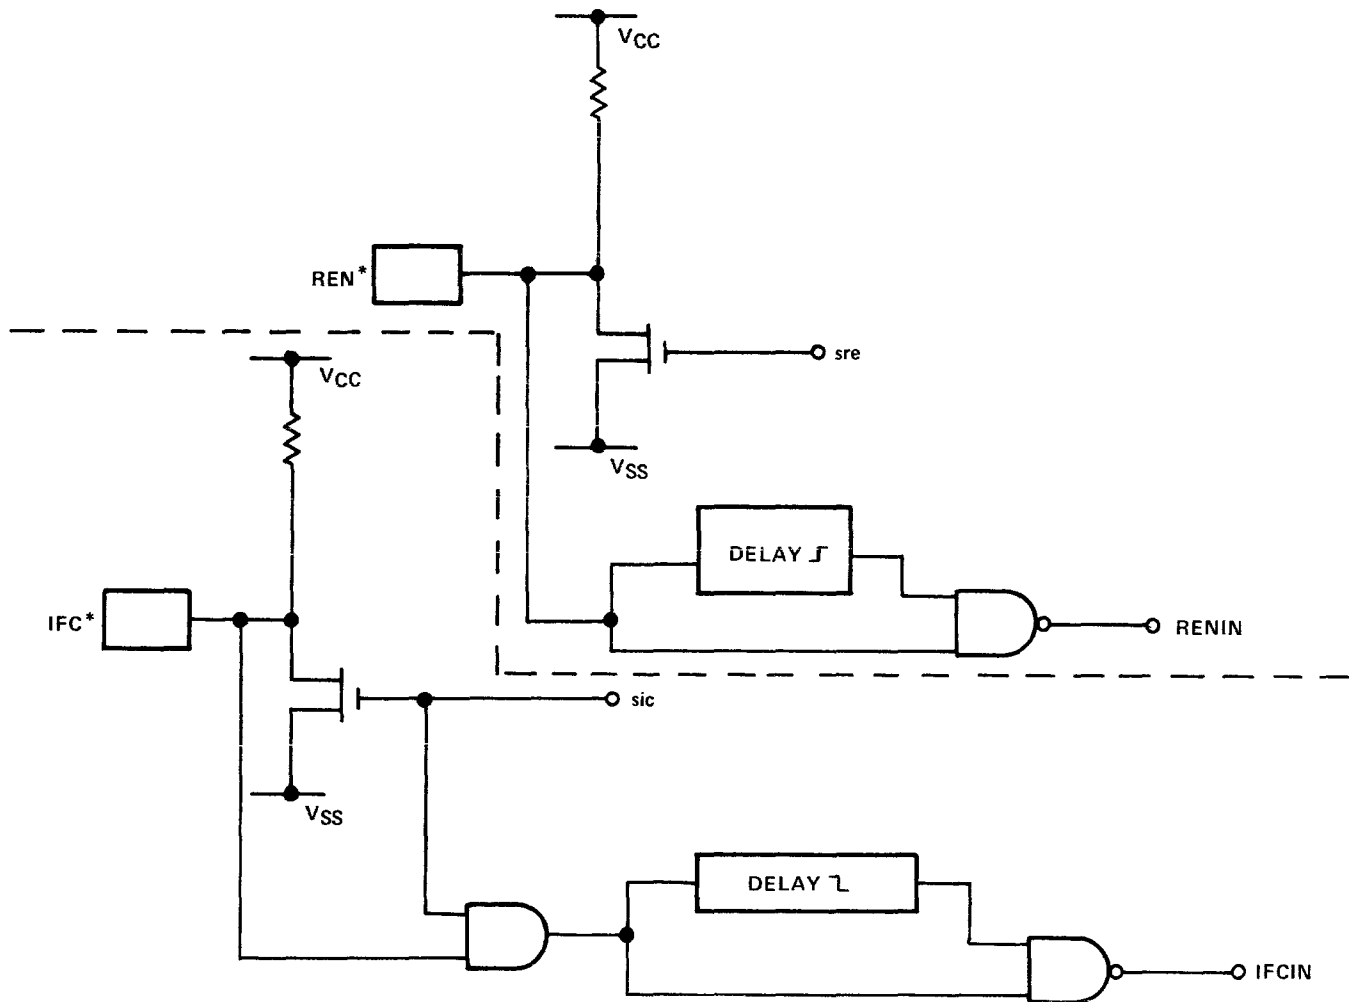 VCC
REN*
sre
VCC
VSS
DELAY
IFC*
RENIN
sic
VSS
DELAY
IFCIN